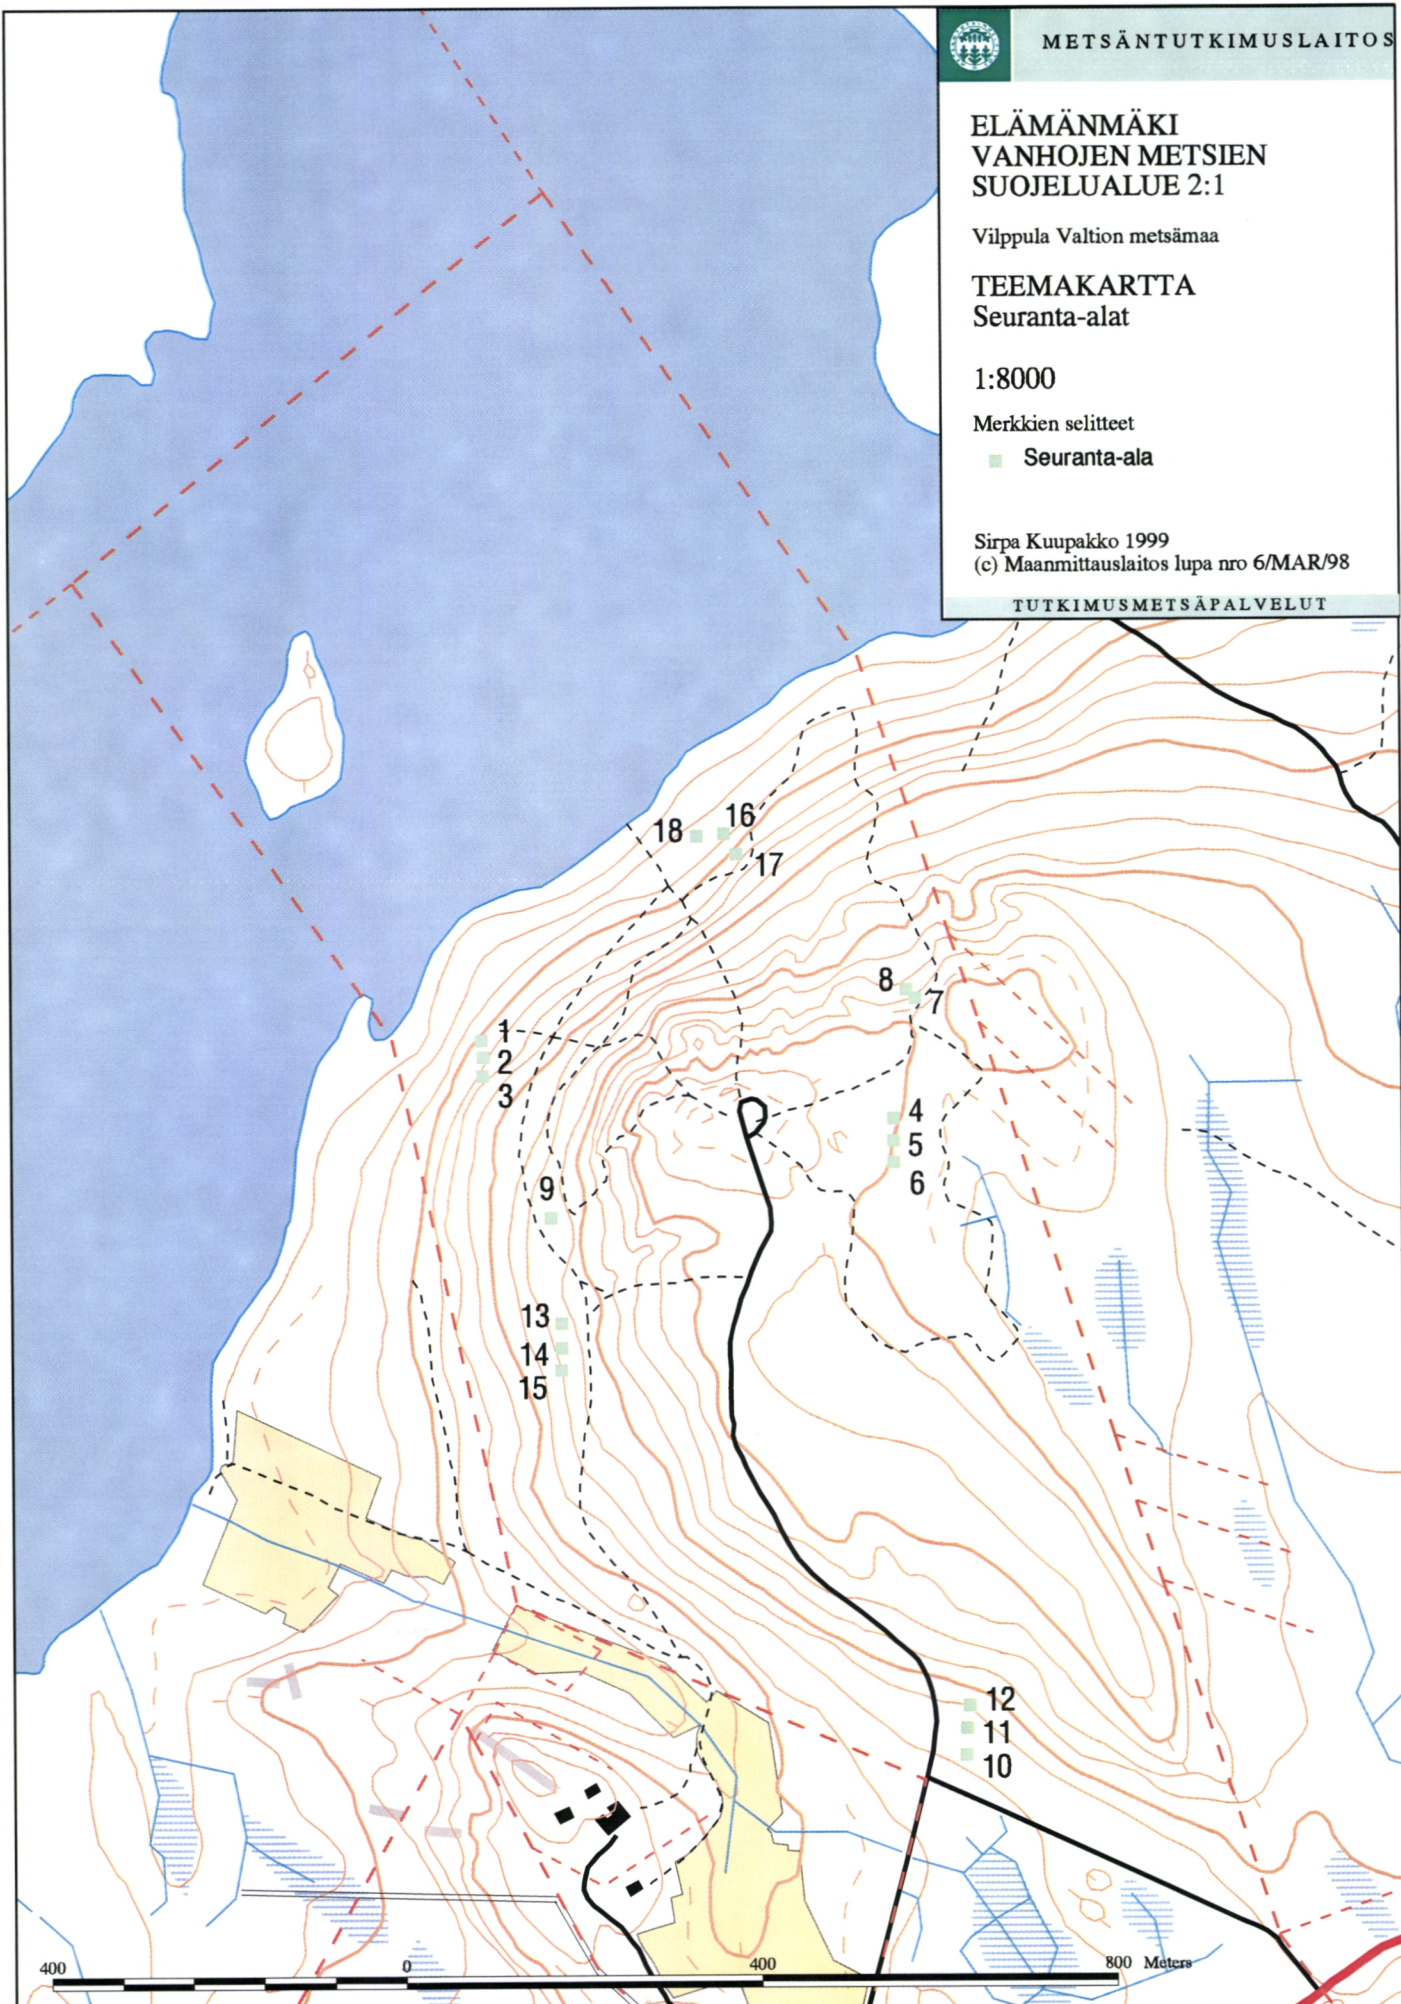 METSÄNTUTKIMUSLAITOS
ELÄMÄNMÄKI
VANHOJEN METSIEN
SUOJELUALUE 2:1
Vilppula Valtion metsämaa
TEEMAKARTTA
Seuranta-alat
1:8000
Merkkien selitteet
Seuranta-ala
Sirpa Kuupakko 1999
(c) Maanmittauslaitos lupa nro 6/MAR/98
TUTKIMUSMETSÄPALVELUT
16
18
17
8
7
1
2
3
4
5
6
9
13
14
15
12
11
10
400 0 400 800 Meters